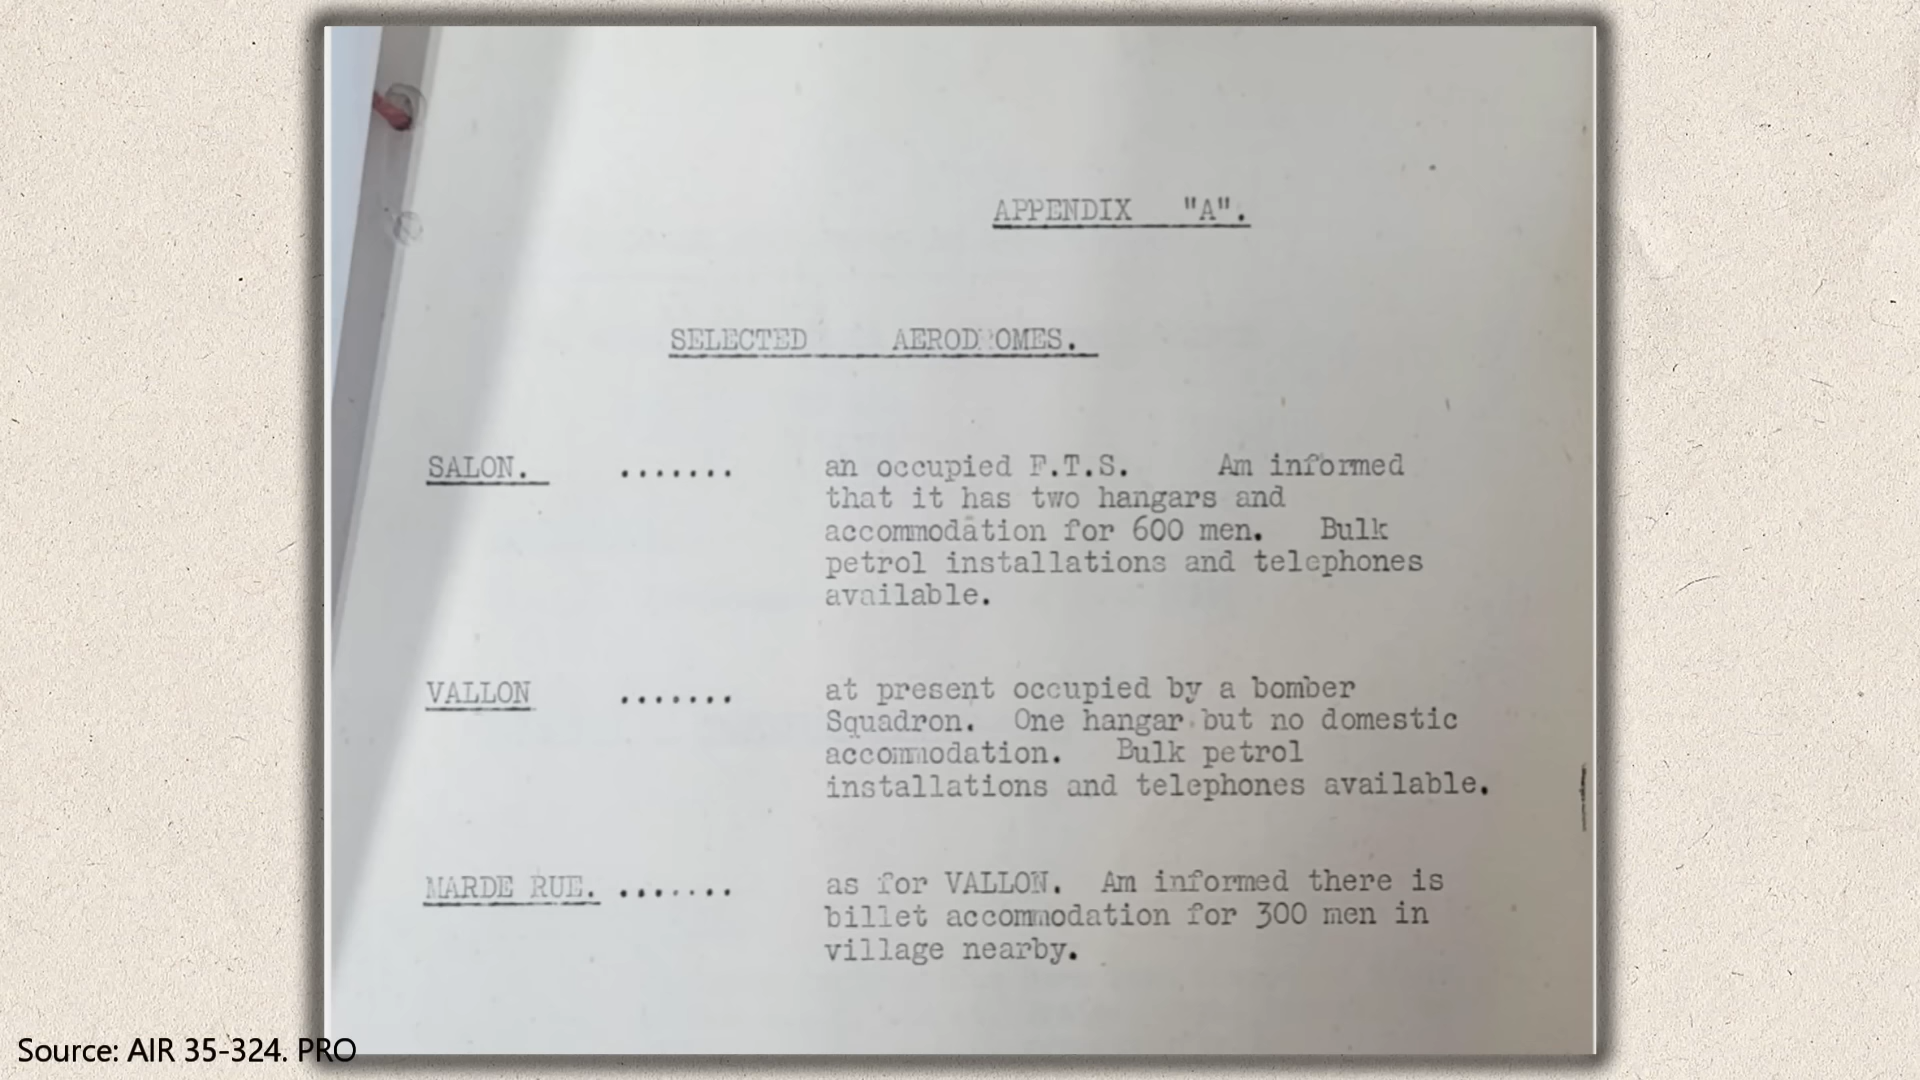 APPENDIX "A".
SELECTED AERODROMES.
SALON. ....... an occupied F.T.S. Am informed
that it has two hangars and
accommodation for 600 men. Bulk
petrol installations and telephones
available.
VALLON ....... at present occupied by a bomber
Squadron. One hangar but no domestic
accommodation. Bulk petrol
installations and telephones available.
MARDE RUE. ....... as for VALLON. Am informed there is
billet accommodation for 300 men in
village nearby.
Source: AIR 35-324. PRO